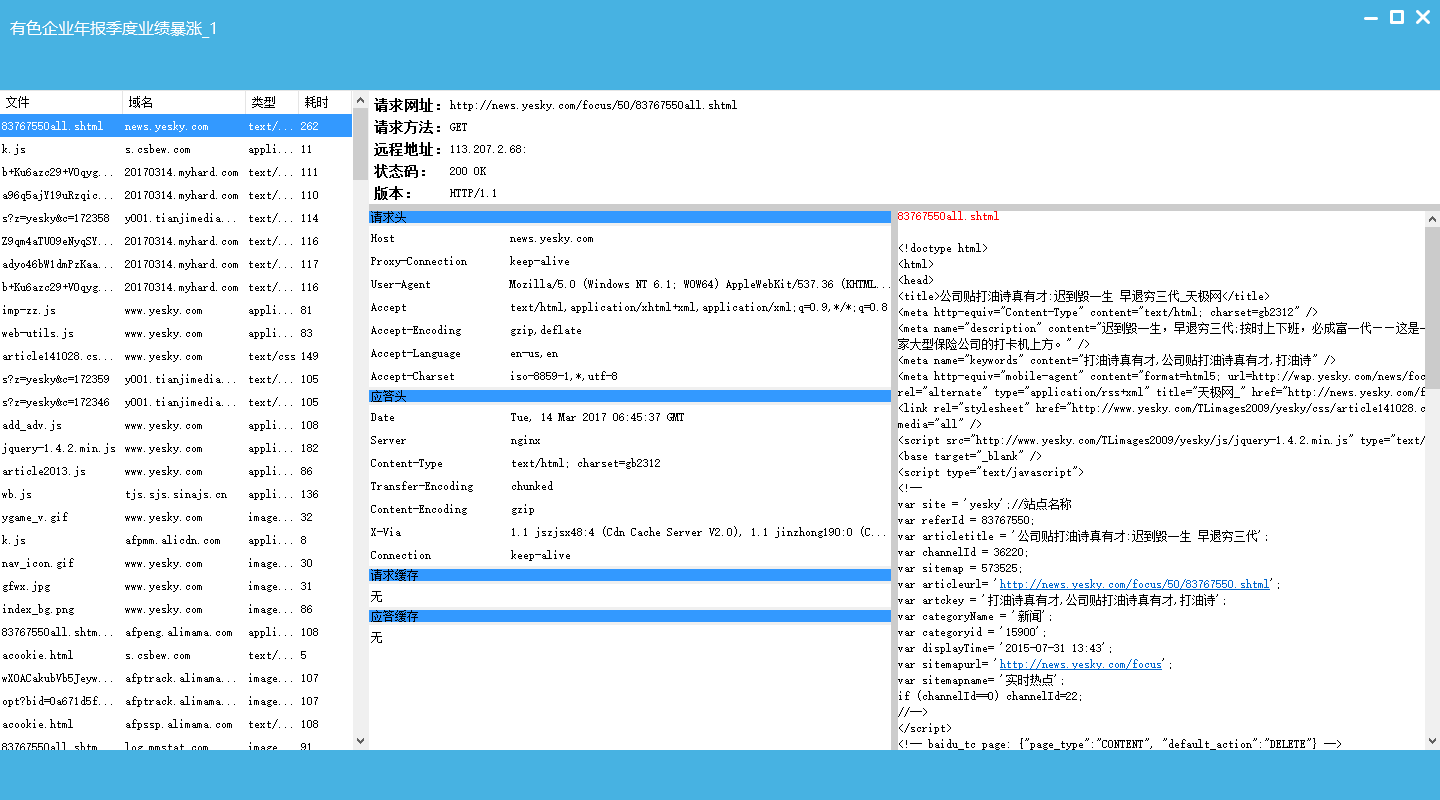 有色企业年报季度业绩暴涨_1
文件 域名 类型 耗时
83767550all.shtml news.yesky.com text/... 262
k.js s.csbew.com appli... 11
b+Ku6azc29+VOqyg... 20170314.myhard.com text/... 111
a96q5ajY19uRzqic... 20170314.myhard.com text/... 110
s?z=yesky&c=172358 y001.tianjimedia... text/... 114
Z9qm4aTU09eNyqSY... 20170314.myhard.com text/... 116
adyo46bW1dmPzKaa... 20170314.myhard.com text/... 117
b+Ku6azc29+VOqyg... 20170314.myhard.com text/... 116
imp-zz.js www.yesky.com appli... 81
web-utils.js www.yesky.com appli... 83
article141028.cs... www.yesky.com text/css 149
s?z=yesky&c=172359 y001.tianjimedia... text/... 105
s?z=yesky&c=172346 y001.tianjimedia... text/... 105
add_adv.js www.yesky.com appli... 108
jquery-1.4.2.min.js www.yesky.com appli... 182
article2013.js www.yesky.com appli... 86
wb.js tjs.sjs.sinajs.cn appli... 136
ygame_v.gif www.yesky.com image... 32
k.js afpmm.alicdn.com appli... 8
nav_icon.gif www.yesky.com image... 30
gfwx.jpg www.yesky.com image... 31
index_bg.png www.yesky.com image... 86
83767550all.shtm... afpeng.alimama.com appli... 108
acookie.html s.csbew.com text/... 5
wXOACakubVb5Jeyw... afptrack.alimama... image... 107
opt?bid=0a671d5f... afptrack.alimama... image... 107
acookie.html afpssp.alimama.com text/... 108
83767550all.shtm... log.mmstat.com image... 91
请求网址： http://news.yesky.com/focus/50/83767550all.shtml
请求方法： GET
远程地址： 113.207.2.68:
状态码： 200 OK
版本： HTTP/1.1
请求头
Host news.yesky.com
Proxy-Connection keep-alive
User-Agent Mozilla/5.0 (Windows NT 6.1; WOW64) AppleWebKit/537.36 (KHTML...
Accept text/html,application/xhtml+xml,application/xml;q=0.9,*/*;q=0.8
Accept-Encoding gzip,deflate
Accept-Language en-us,en
Accept-Charset iso-8859-1,*,utf-8
应答头
Date Tue, 14 Mar 2017 06:45:37 GMT
Server nginx
Content-Type text/html; charset=gb2312
Transfer-Encoding chunked
Content-Encoding gzip
X-Via 1.1 jszjsx48:4 (Cdn Cache Server V2.0), 1.1 jinzhong190:0 (C...
Connection keep-alive
请求缓存
无
应答缓存
无
83767550all.shtml
<!doctype html>
<html>
<head>
<title>公司贴打油诗真有才:迟到毁一生 早退穷三代_天极网</title>
<meta http-equiv="Content-Type" content="text/html; charset=gb2312" />
<meta name="description" content="迟到毁一生，早退穷三代;按时上下班，必成富一代——这是一
家大型保险公司的打卡机上方。" />
<meta name="keywords" content="打油诗真有才,公司贴打油诗真有才,打油诗" />
<meta http-equiv="mobile-agent" content="format=html5; url=http://wap.yesky.com/news/foc
rel="alternate" type="application/rss+xml" title="天极网_" href="http://news.yesky.com/f
<link rel="stylesheet" href="http://www.yesky.com/TLimages2009/yesky/css/article141028.c
media="all" />
<script src="http://www.yesky.com/TLimages2009/yesky/js/jquery-1.4.2.min.js" type="text/
<base target="_blank" />
<script type="text/javascript">
<!--
var site = 'yesky';//站点名称
var referId = 83767550;
var articletitle = '公司贴打油诗真有才:迟到毁一生 早退穷三代';
var channelId = 36220;
var sitemap = 573525;
var articleurl= 'http://news.yesky.com/focus/50/83767550.shtml';
var artckey = '打油诗真有才,公司贴打油诗真有才,打油诗';
var categoryName = '新闻';
var categoryid = '15900';
var displayTime= '2015-07-31 13:43';
var sitemapurl= 'http://news.yesky.com/focus';
var sitemapname= '实时热点';
if (channelId==0) channelId=22;
//-->
</script>
<!-- baidu_tc page: {"page_type":"CONTENT", "default_action":"DELETE"} -->